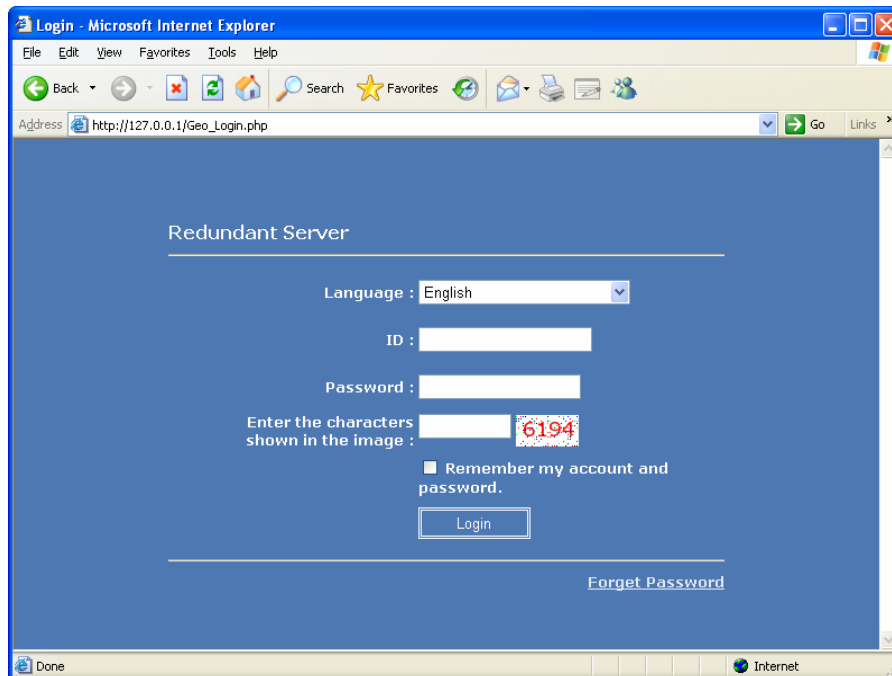 Login - Microsoft Internet Explorer
File Edit View Favorites Tools Help
Back Search Favorites
Address http://127.0.0.1/Geo_Login.php Go Links »
Redundant Server
Language : English
ID :
Password :
Enter the characters
shown in the image : 6194
Remember my account and
password.
Login
Forget Password
Done Internet